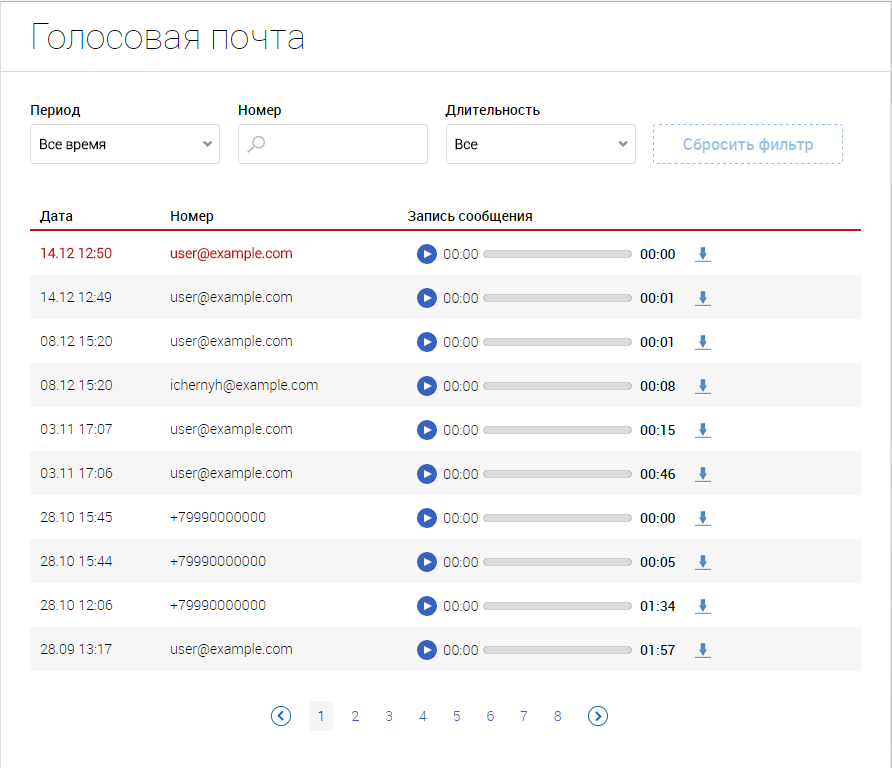 Голосовая почта
Период Номер Длительность
Все время Все Сбросить фильтр
Дата Номер Запись сообщения
14.12 12:50 user@example.com 00:00 00:00
14.12 12:49 user@example.com 00:00 00:01
08.12 15:20 user@example.com 00:00 00:01
08.12 15:20 ichernyh@example.com 00:00 00:08
03.11 17:07 user@example.com 00:00 00:15
03.11 17:06 user@example.com 00:00 00:46
28.10 15:45 +79990000000 00:00 00:00
28.10 15:44 +79990000000 00:00 00:05
28.10 12:06 +79990000000 00:00 01:34
28.09 13:17 user@example.com 00:00 01:57
1 2 3 4 5 6 7 8